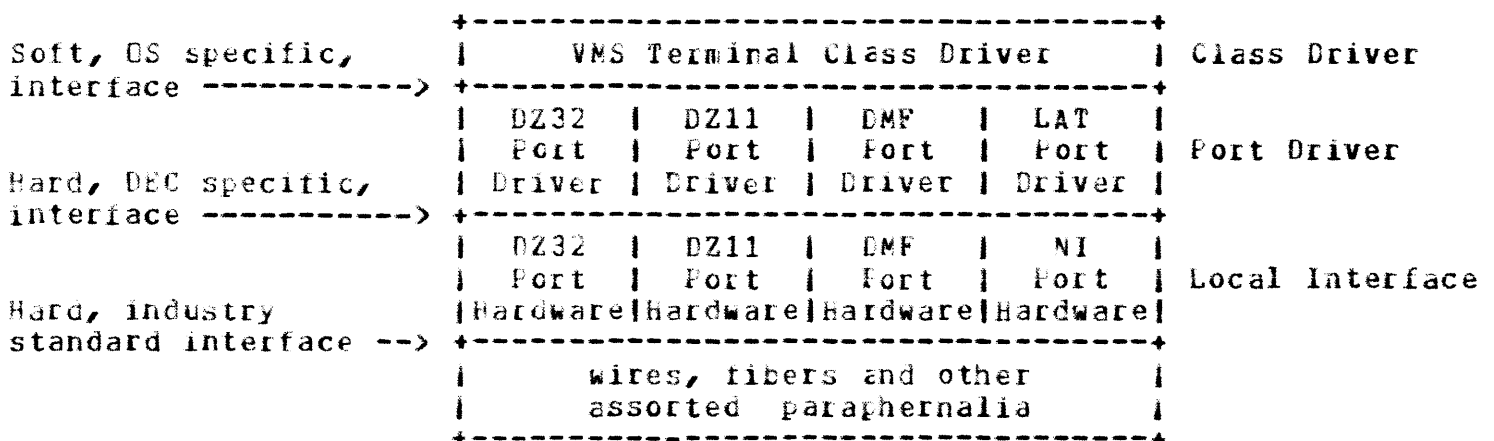 +-----------------------------------+
Soft, OS specific, | VMS Terminal Class Driver | Class Driver
interface -----------> +-----------------------------------+
| DZ32 | DZ11 | DMF | LAT |
| Port | Port | Port | Port | Port Driver
Hard, DEC specific, | Driver | Driver | Driver | Driver |
interface -----------> +-----------------------------------+
| DZ32 | DZ11 | DMF | NI |
| Port | Port | Port | Port | Local Interface
Hard, industry |Hardware|Hardware|Hardware|Hardware|
standard interface --> +-----------------------------------+
| wires, fibers and other |
| assorted paraphernalia |
+-----------------------------------+